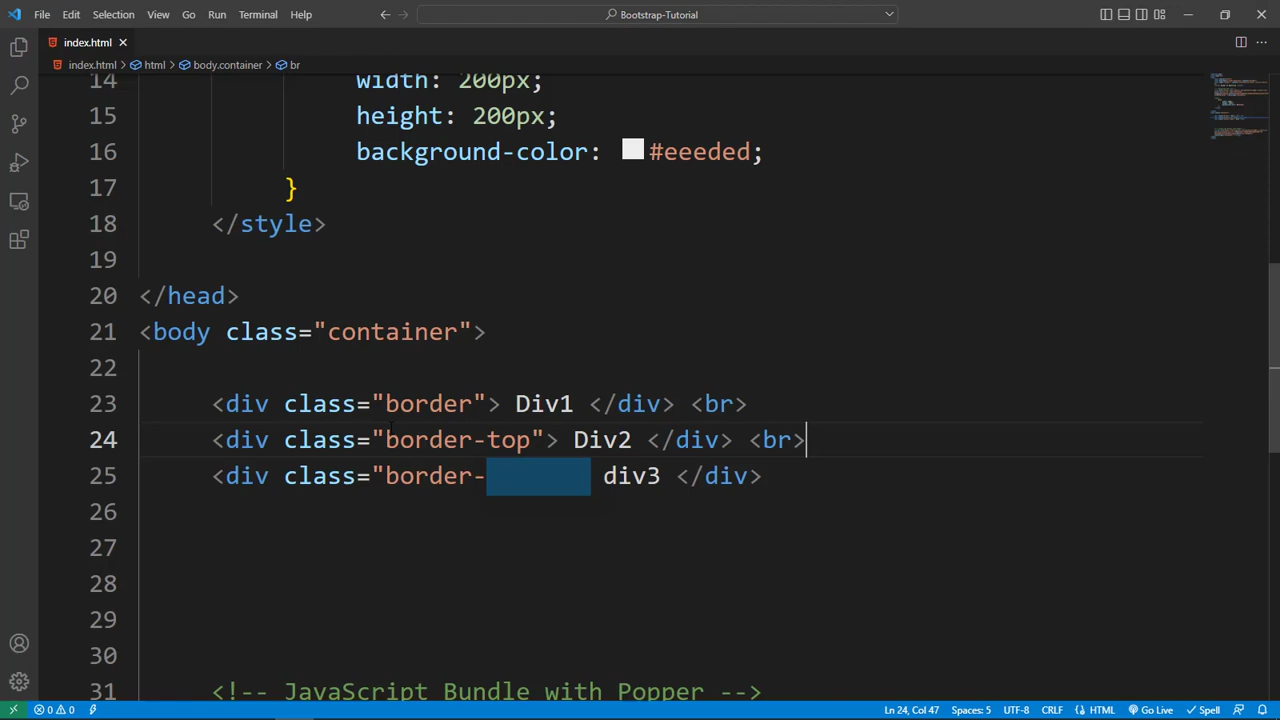 File Edit Selection View Go Run Terminal Help Bootstrap-Tutorial
index.html
index.html > html > body.container > br
14 width: 200px;
15 height: 200px;
16 background-color: #eeeded;
17 }
18 </style>
19
20 </head>
21 <body class="container">
22
23 <div class="border"> Div1 </div> <br>
24 <div class="border-top"> Div2 </div> <br>
25 <div class="border- div3 </div>
26
27
28
29
30
31 <!-- JavaScript Bundle with Popper -->
0 0 Ln 24, Col 47 Spaces: 5 UTF-8 CRLF HTML Go Live Spell